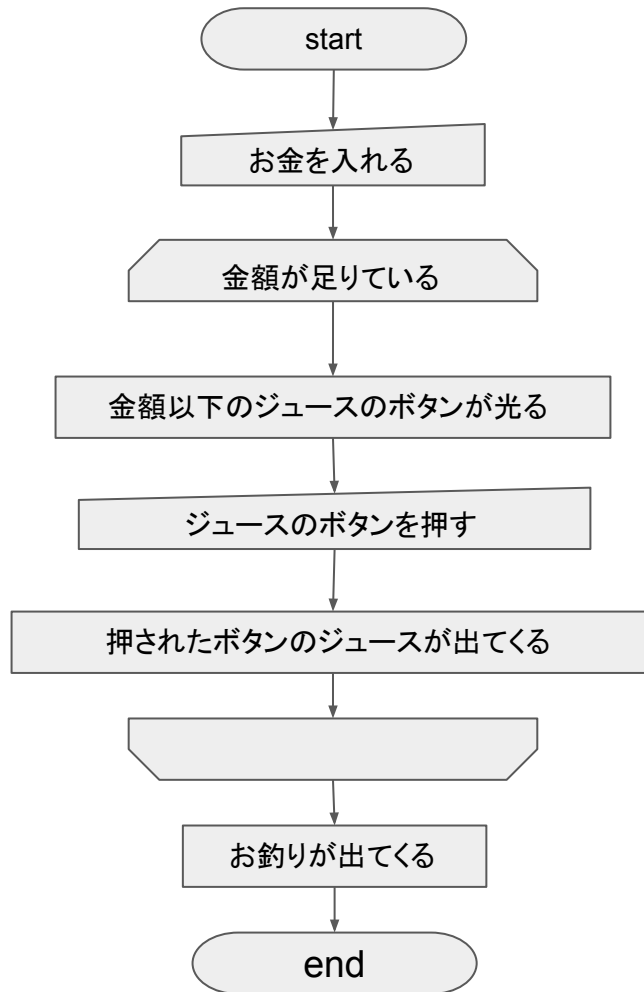 start
お金を入れる
金額が足りている
金額以下のジュースのボタンが光る
ジュースのボタンを押す
押されたボタンのジュースが出てくる
お釣りが出てくる
end